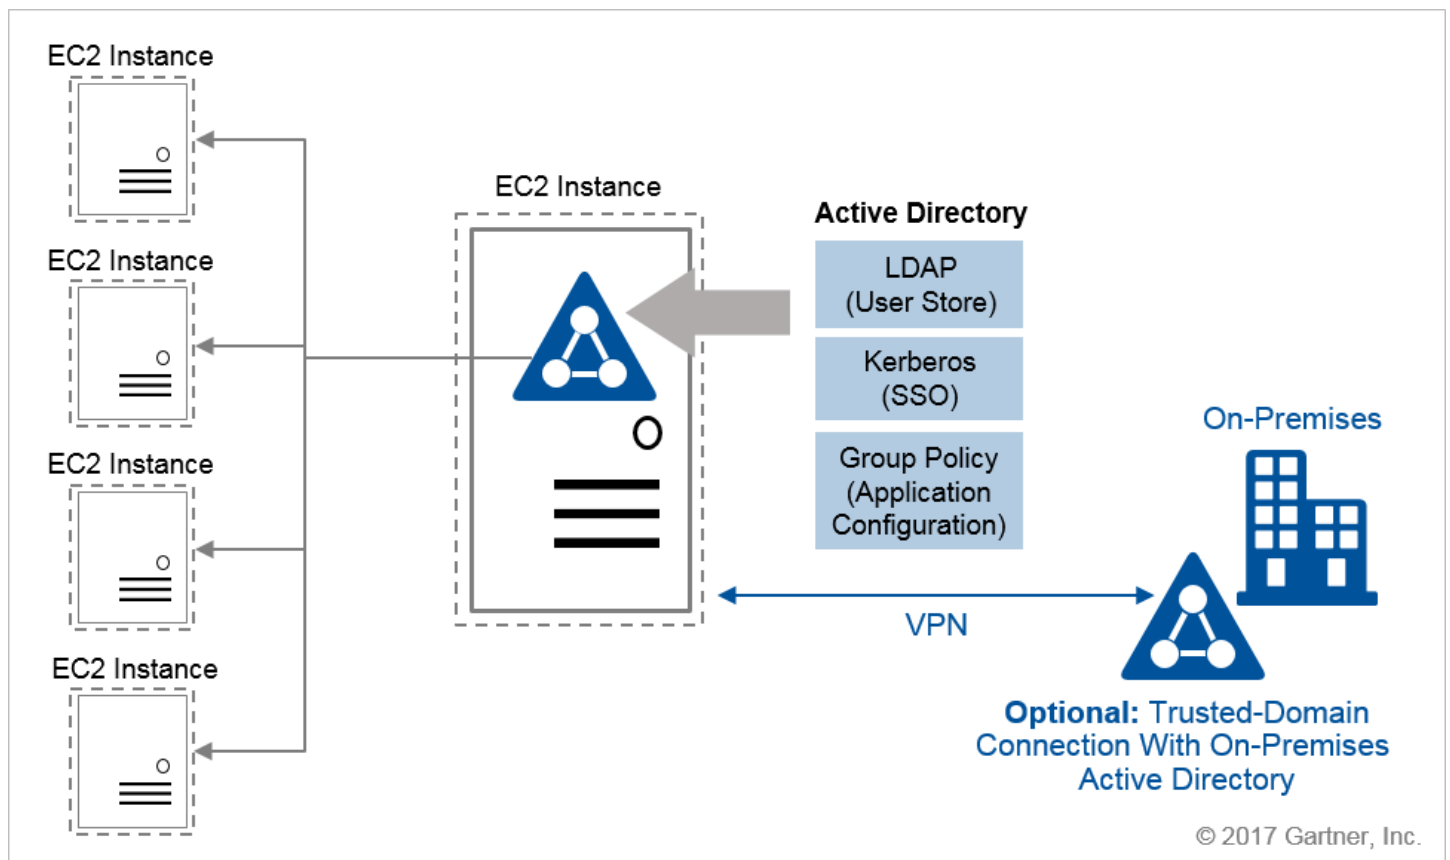 EC2 Instance
EC2 Instance
EC2 Instance
EC2 Instance
EC2 Instance
Active Directory
LDAP
(User Store)
Kerberos
(SSO)
Group Policy
(Application
Configuration)
On-Premises
VPN
Optional: Trusted-Domain
Connection With On-Premises
Active Directory
© 2017 Gartner, Inc.